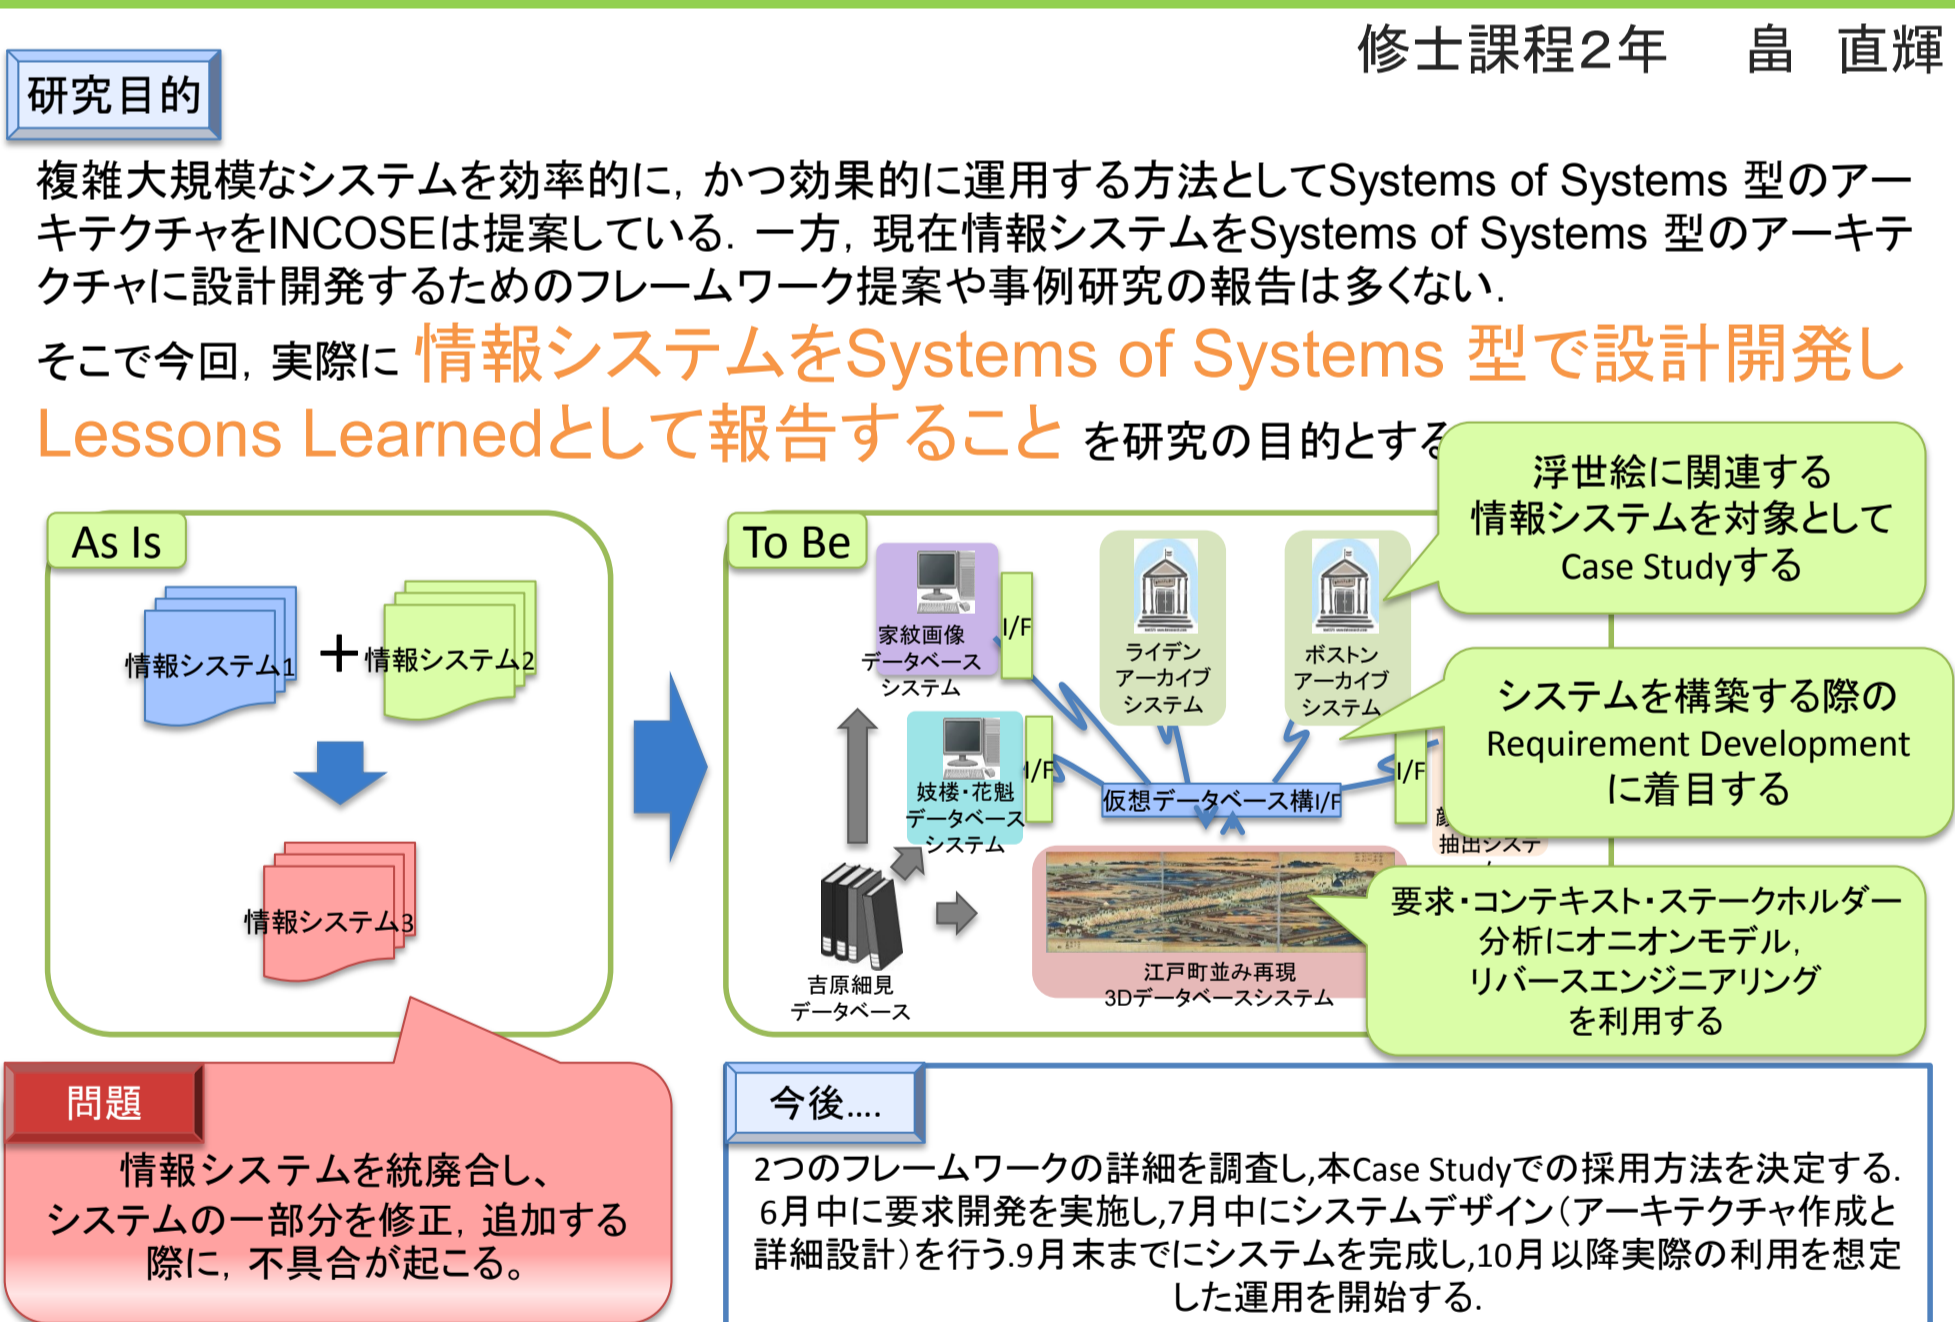 修士課程2年 畠 直輝
研究目的
複雑大規模なシステムを効率的に, かつ効果的に運用する方法としてSystems of Systems 型のアー
キテクチャをINCOSEは提案している. 一方, 現在情報システムをSystems of Systems 型のアーキテ
クチャに設計開発するためのフレームワーク提案や事例研究の報告は多くない.
そこで今回, 実際に 情報システムをSystems of Systems 型で設計開発し
Lessons Learnedとして報告すること を研究の目的とする
As Is
情報システム1
+
情報システム2
情報システム3
To Be
家紋画像
データベース
システム
I/F
ライデン
アーカイブ
システム
ボストン
アーカイブ
システム
妓楼・花魁
データベース
システム
I/F
仮想データベース構I/F
I/F
抽出システ
吉原細見
データベース
江戸町並み再現
3Dデータベースシステム
浮世絵に関連する
情報システムを対象として
Case Studyする
システムを構築する際の
Requirement Development
に着目する
要求・コンテキスト・ステークホルダー
分析にオニオンモデル,
リバースエンジニアリング
を利用する
問題
情報システムを統廃合し、
システムの一部分を修正, 追加する
際に, 不具合が起こる。
今後....
2つのフレームワークの詳細を調査し,本Case Studyでの採用方法を決定する.
6月中に要求開発を実施し,7月中にシステムデザイン(アーキテクチャ作成と
詳細設計)を行う.9月末までにシステムを完成し,10月以降実際の利用を想定
した運用を開始する.